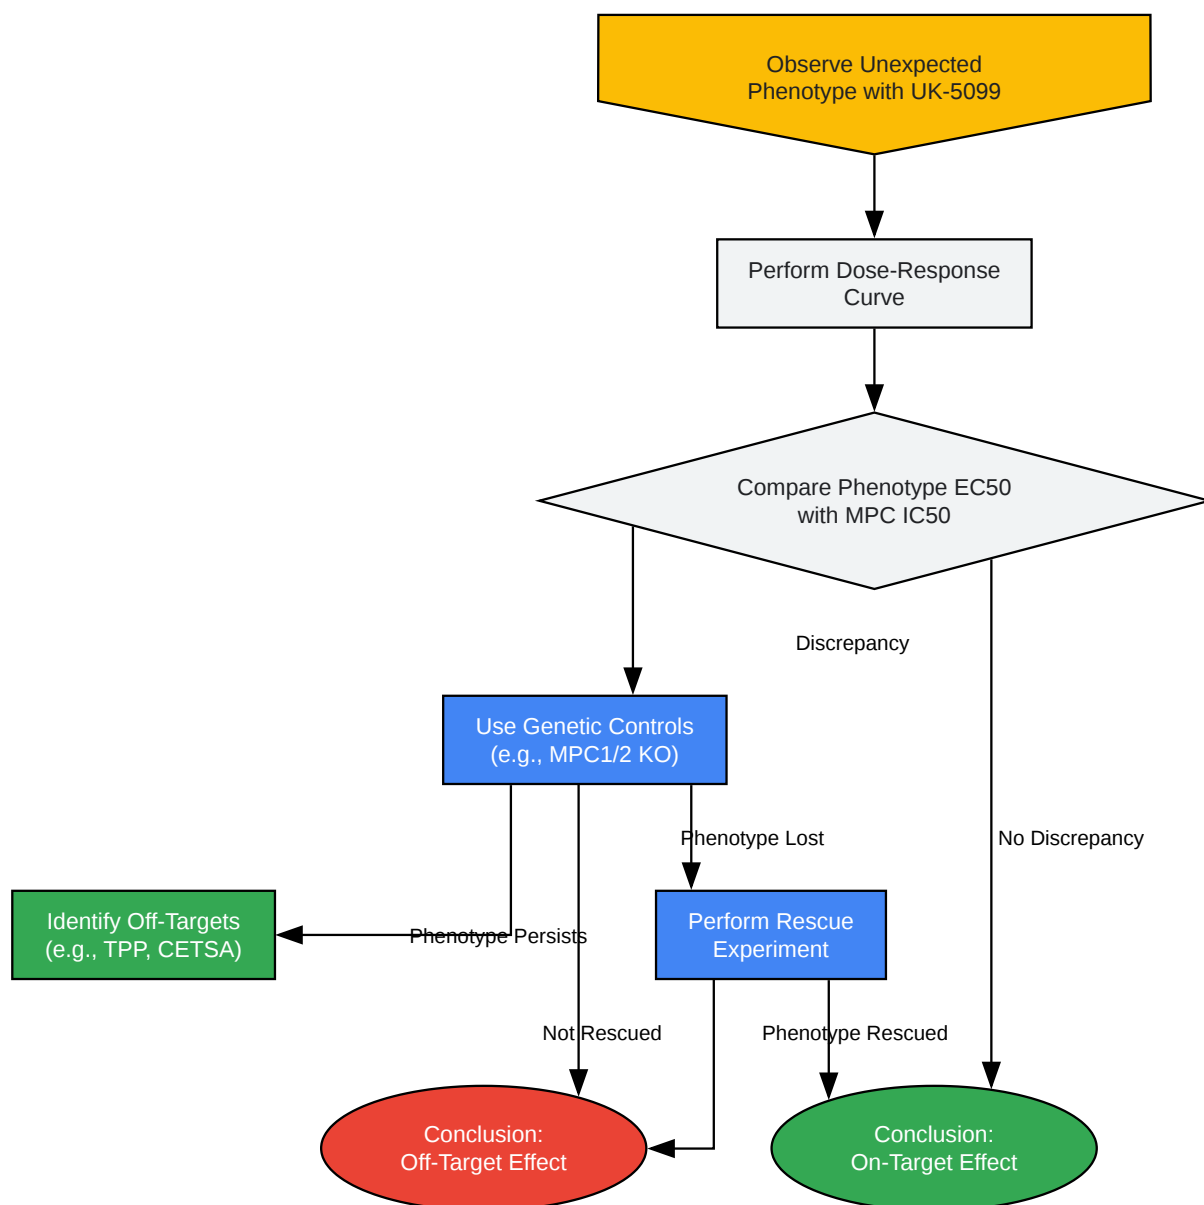 Observe Unexpected
Phenotype with UK-5099
Perform Dose-Response
Curve
Compare Phenotype EC50
with MPC IC50
Discrepancy
Use Genetic Controls
(e.g., MPC1/2 KO)
Phenotype Lost
No Discrepancy
Identify Off-Targets
(e.g., TPP, CETSA)
Phenotype Persists
Perform Rescue
Experiment
Not Rescued
Phenotype Rescued
Conclusion:
Off-Target Effect
Conclusion:
On-Target Effect